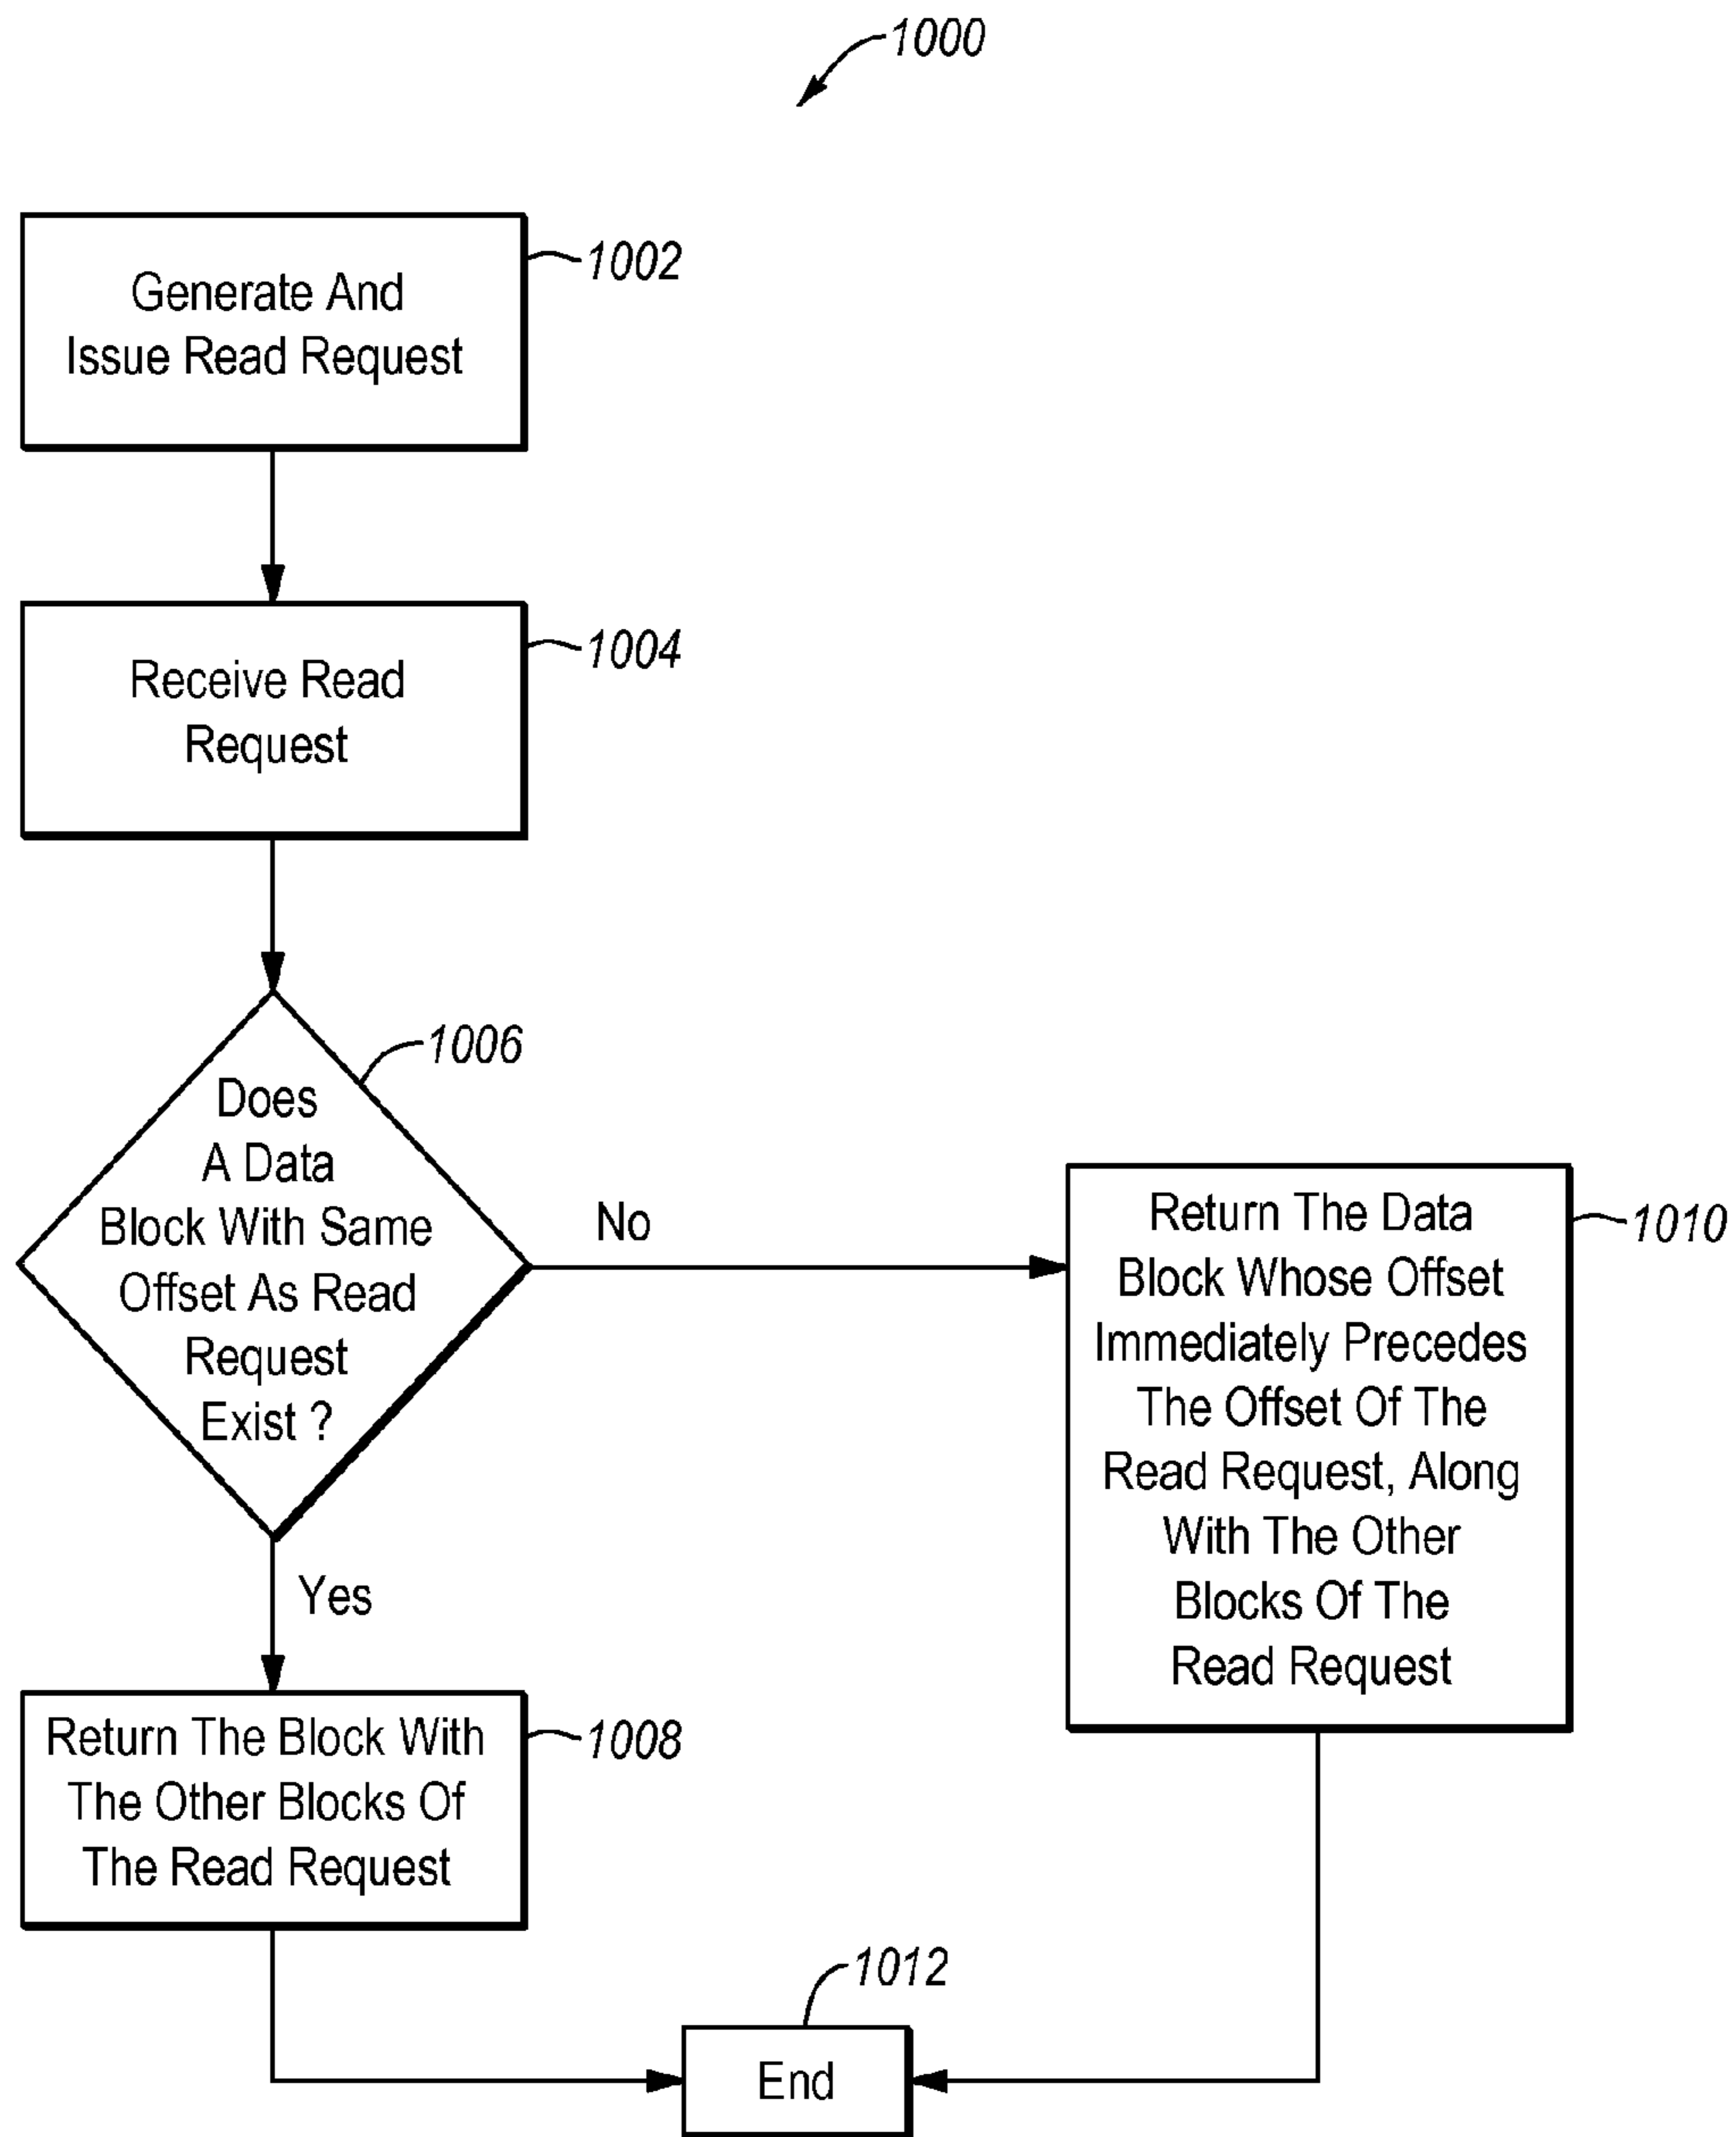 1000
Generate And
Issue Read Request
1002
Receive Read
Request
1004
1006
Does
A Data
Block With Same
Offset As Read
Request
Exist ?
No
Yes
Return The Data
Block Whose Offset
Immediately Precedes
The Offset Of The
Read Request, Along
With The Other
Blocks Of The
Read Request
1010
Return The Block With
The Other Blocks Of
The Read Request
1008
1012
End